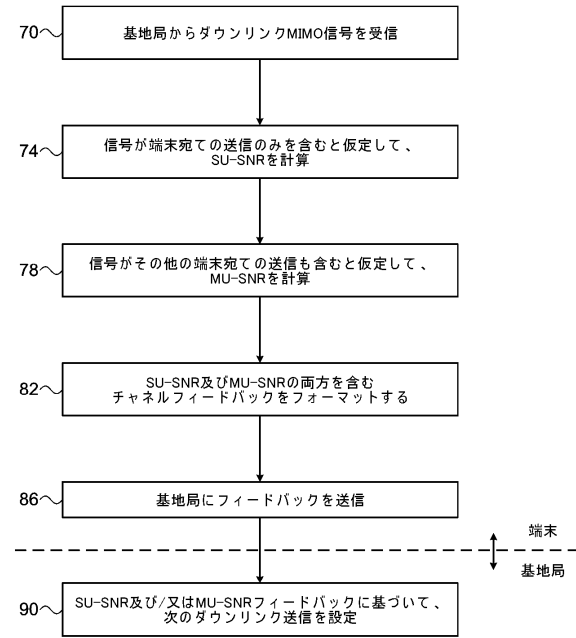 70
基地局からダウンリンクMIMO信号を受信
74
信号が端末宛ての送信のみを含むと仮定して、
SU-SNRを計算
78
信号がその他の端末宛ての送信も含むと仮定して、
MU-SNRを計算
82
SU-SNR及びMU-SNRの両方を含む
チャネルフィードバックをフォーマットする
86
基地局にフィードバックを送信
端末
基地局
90
SU-SNR及び/又はMU-SNRフィードバックに基づいて、
次のダウンリンク送信を設定